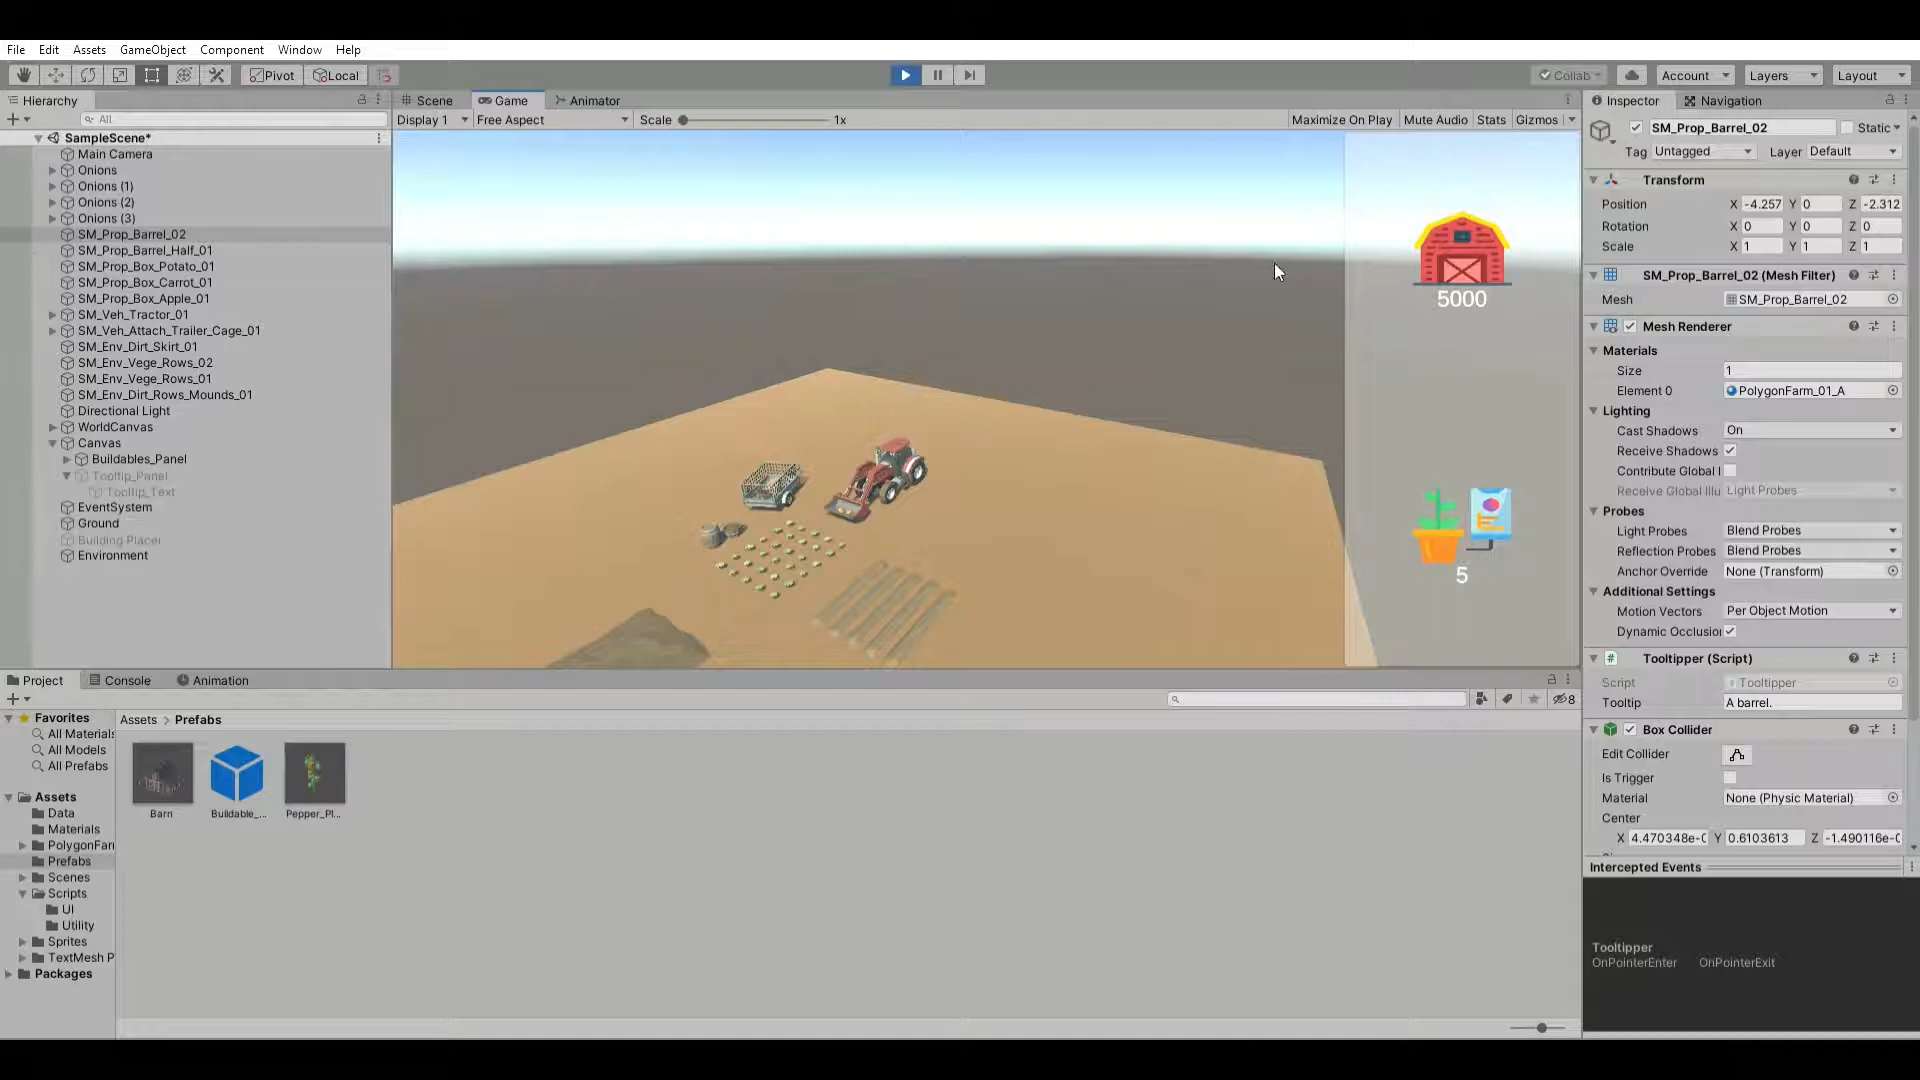 File Edit Assets GameObject Component Window Help
Pivot Local Collab Account Layers Layout
Hierarchy
All
SampleScene*
Main Camera
Onions
Onions (1)
Onions (2)
Onions (3)
SM_Prop_Barrel_02
SM_Prop_Barrel_Half_01
SM_Prop_Box_Potato_01
SM_Prop_Box_Carrot_01
SM_Prop_Box_Apple_01
SM_Veh_Tractor_01
SM_Veh_Attach_Trailer_Cage_01
SM_Env_Dirt_Skirt_01
SM_Env_Vege_Rows_02
SM_Env_Vege_Rows_01
SM_Env_Dirt_Rows_Mounds_01
Directional Light
WorldCanvas
Canvas
Buildables_Panel
Tooltip_Panel
Tooltip_Text
EventSystem
Ground
Building Placer
Environment
Scene Game Animator
Display 1 Free Aspect Scale 1x Maximize On Play Mute Audio Stats Gizmos
5000
5
Inspector Navigation
SM_Prop_Barrel_02 Static
Tag Untagged Layer Default
Transform
Position X -4.257 Y 0 Z -2.312
Rotation X 0 Y 0 Z 0
Scale X 1 Y 1 Z 1
SM_Prop_Barrel_02 (Mesh Filter)
Mesh SM_Prop_Barrel_02
Mesh Renderer
Materials
Size 1
Element 0 PolygonFarm_01_A
Lighting
Cast Shadows On
Receive Shadows
Contribute Global I
Receive Global Illu Light Probes
Probes
Light Probes Blend Probes
Reflection Probes Blend Probes
Anchor Override None (Transform)
Additional Settings
Motion Vectors Per Object Motion
Dynamic Occlusion
Tooltipper (Script)
Script Tooltipper
Tooltip A barrel.
Box Collider
Edit Collider
Is Trigger
Material None (Physic Material)
Center
X 4.470348e-0 Y 0.6103613 Z -1.490116e-0
Intercepted Events
Tooltipper
OnPointerEnter OnPointerExit
Project Console Animation
8
Favorites
All Materials
All Models
All Prefabs
Assets
Data
Materials
PolygonFarm
Prefabs
Scenes
Scripts
UI
Utility
Sprites
TextMesh P
Packages
Assets > Prefabs
Barn Buildable_... Pepper_Pl...